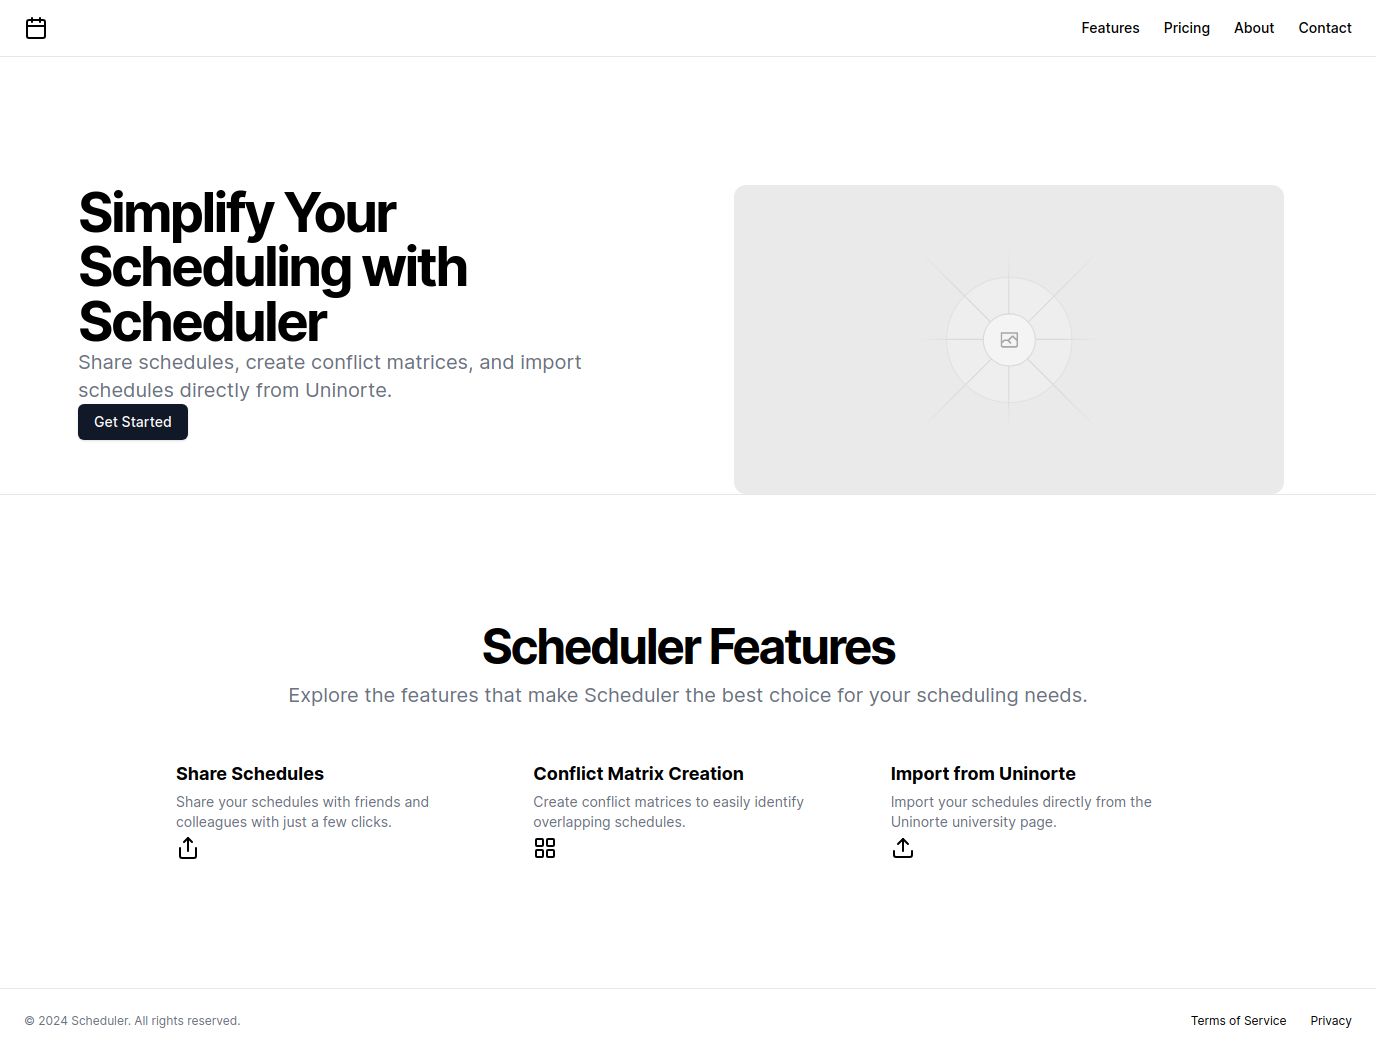 Features Pricing About Contact
Simplify Your
Scheduling with
Scheduler
Share schedules, create conflict matrices, and import
schedules directly from Uninorte.
Get Started
Scheduler Features
Explore the features that make Scheduler the best choice for your scheduling needs.
Share Schedules
Share your schedules with friends and
colleagues with just a few clicks.
Conflict Matrix Creation
Create conflict matrices to easily identify
overlapping schedules.
Import from Uninorte
Import your schedules directly from the
Uninorte university page.
© 2024 Scheduler. All rights reserved.
Terms of Service Privacy